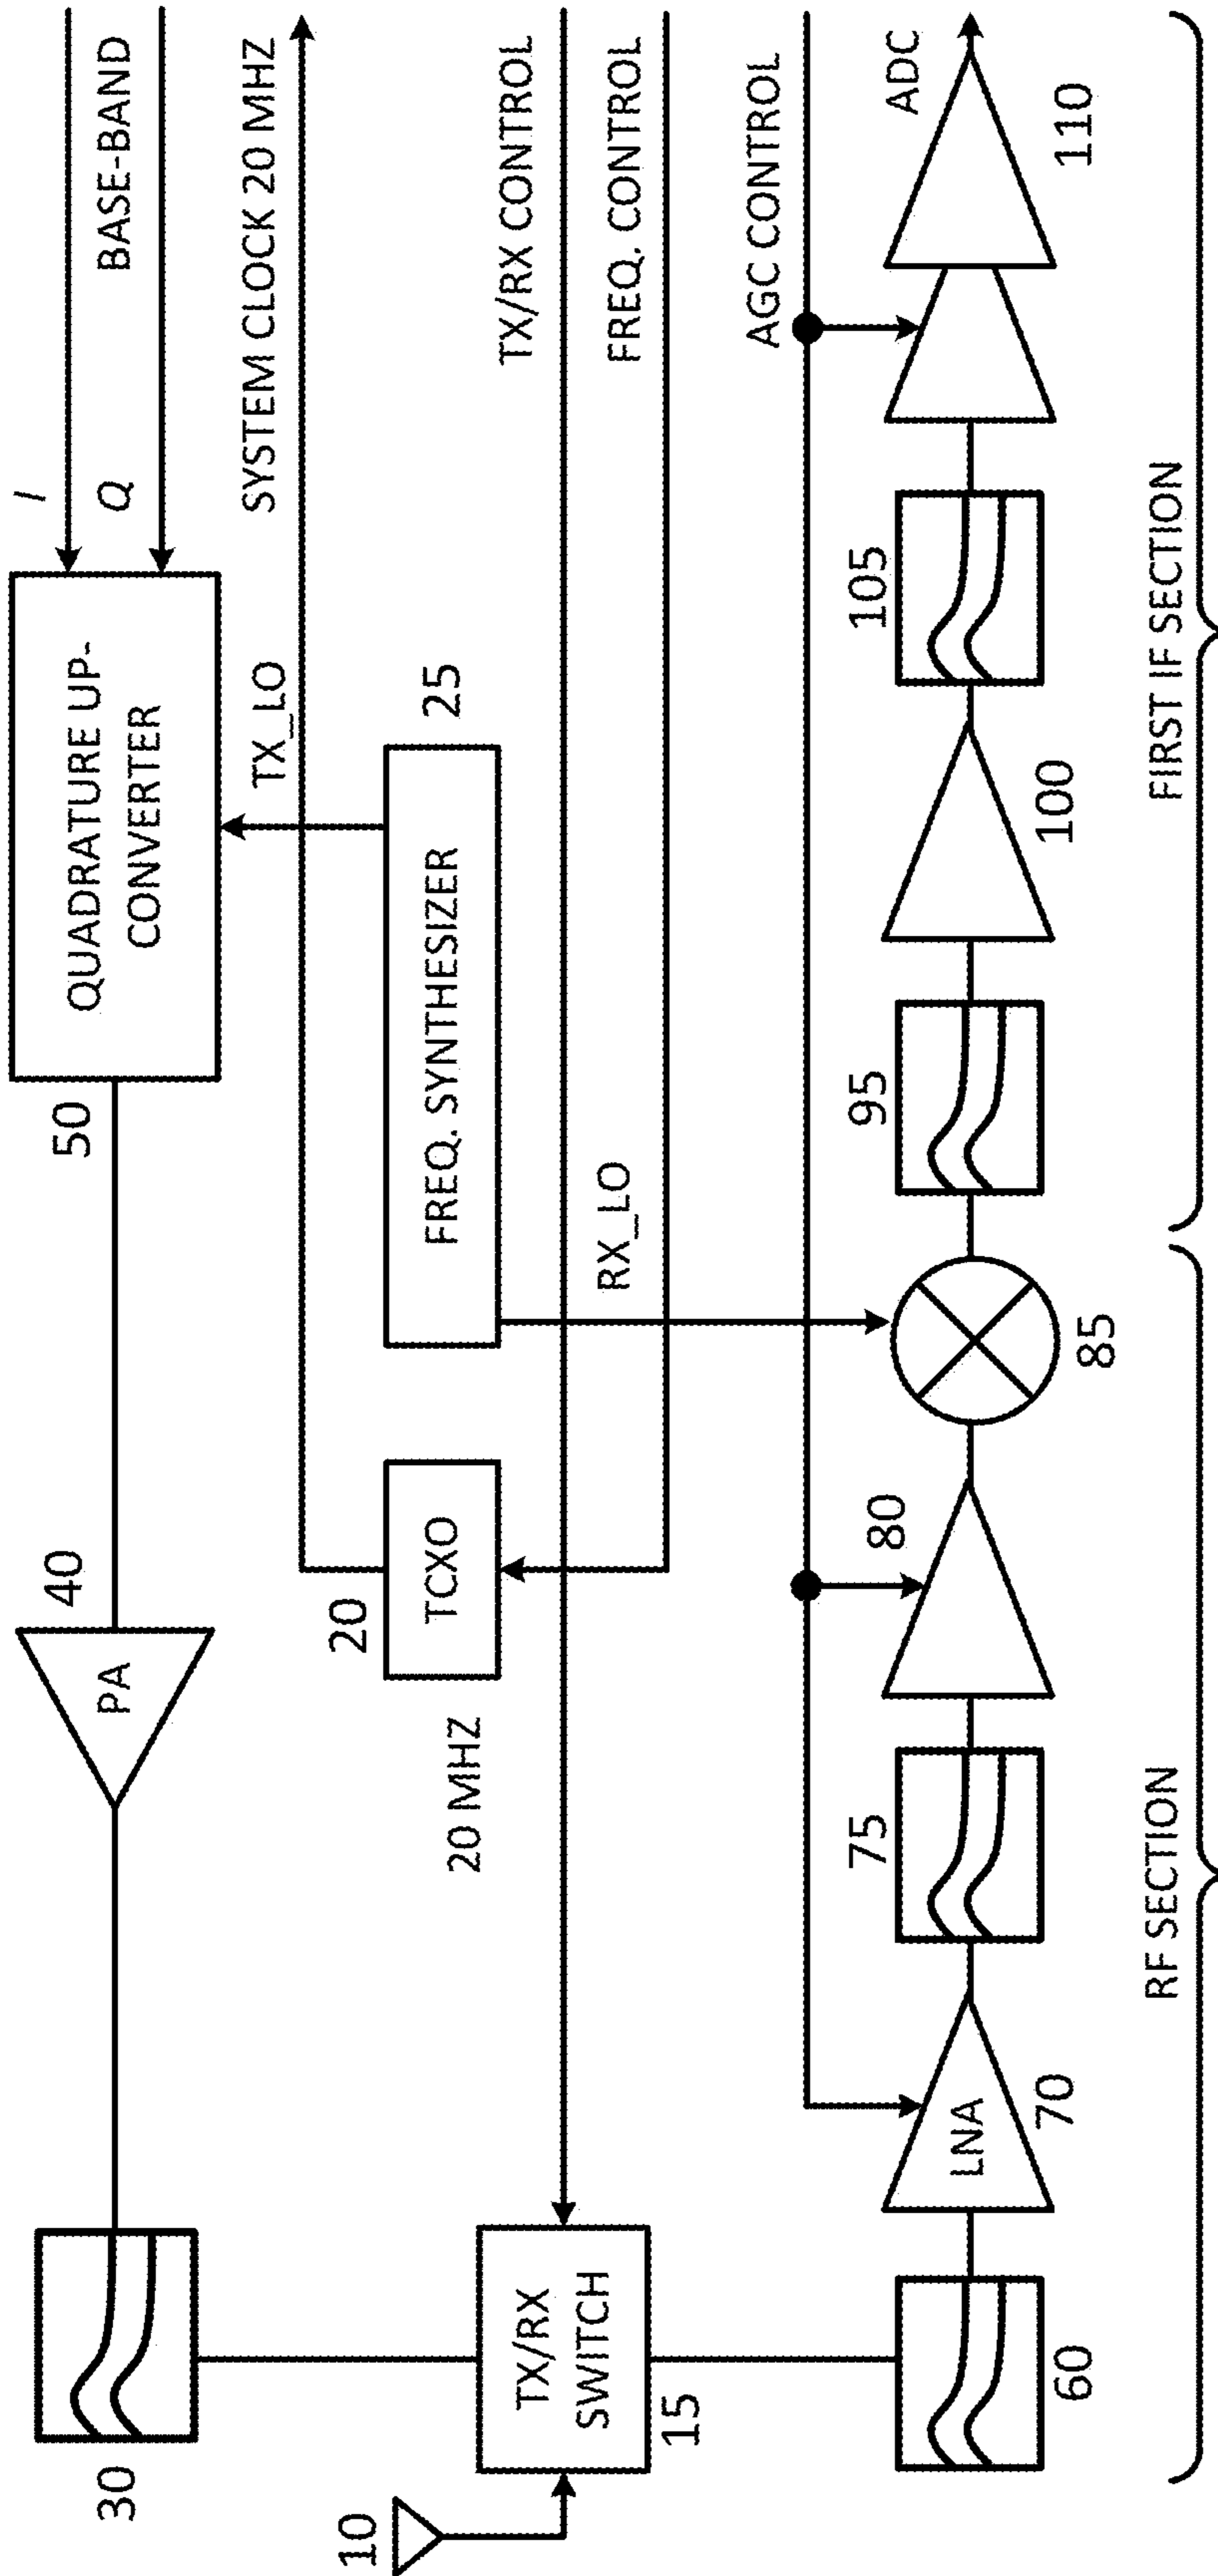 I
Q
BASE-BAND
QUADRATURE UP-
CONVERTER
50
40
PA
30
SYSTEM CLOCK 20 MHZ
TX_LO
25
FREQ. SYNTHESIZER
20
TCXO
20 MHZ
TX/RX CONTROL
FREQ. CONTROL
RX_LO
10
TX/RX
SWITCH
15
AGC CONTROL
60
LNA
70
75
80
85
95
100
105
110
ADC
RF SECTION
FIRST IF SECTION